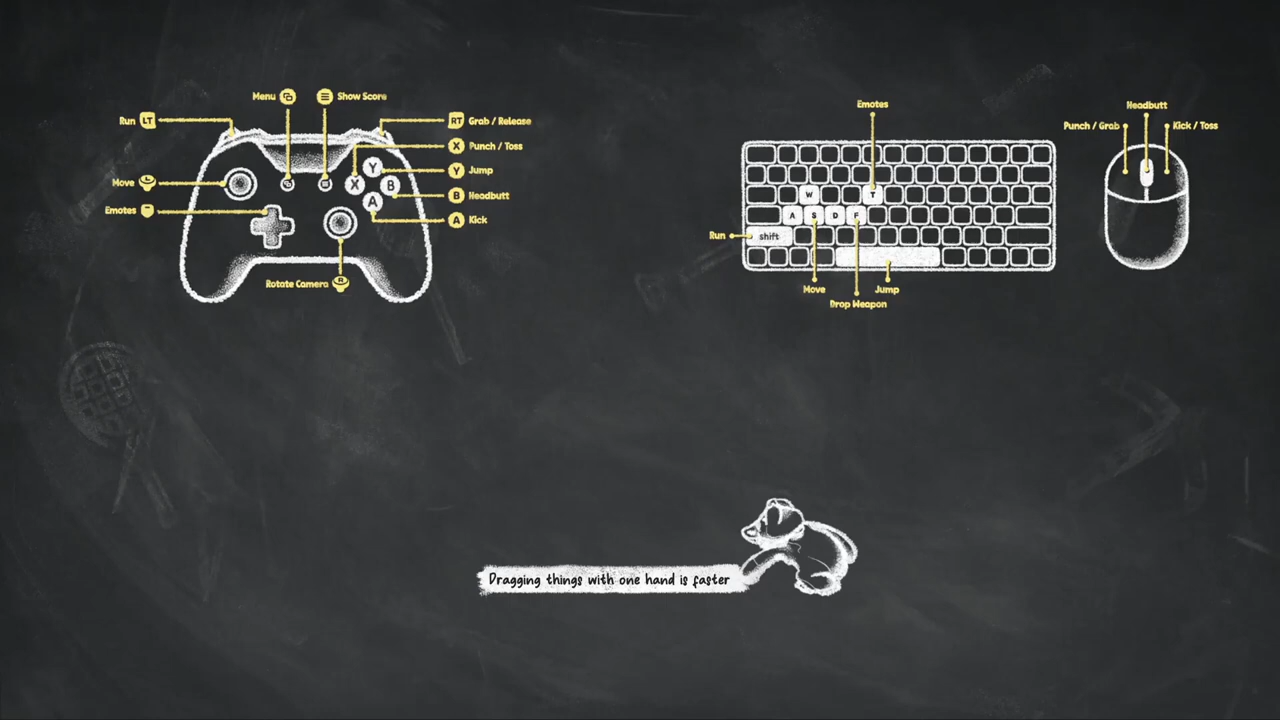 Menu
Show Score
Run LT
RT Grab / Release
X Punch / Toss
Y Jump
Move L
B Headbutt
Emotes
A Kick
Y
X B
A
Rotate Camera R
Emotes
Headbutt
Punch / Grab
Kick / Toss
W T
A S D F
Run
shift
Move
Jump
Drop Weapon
Dragging things with one hand is faster